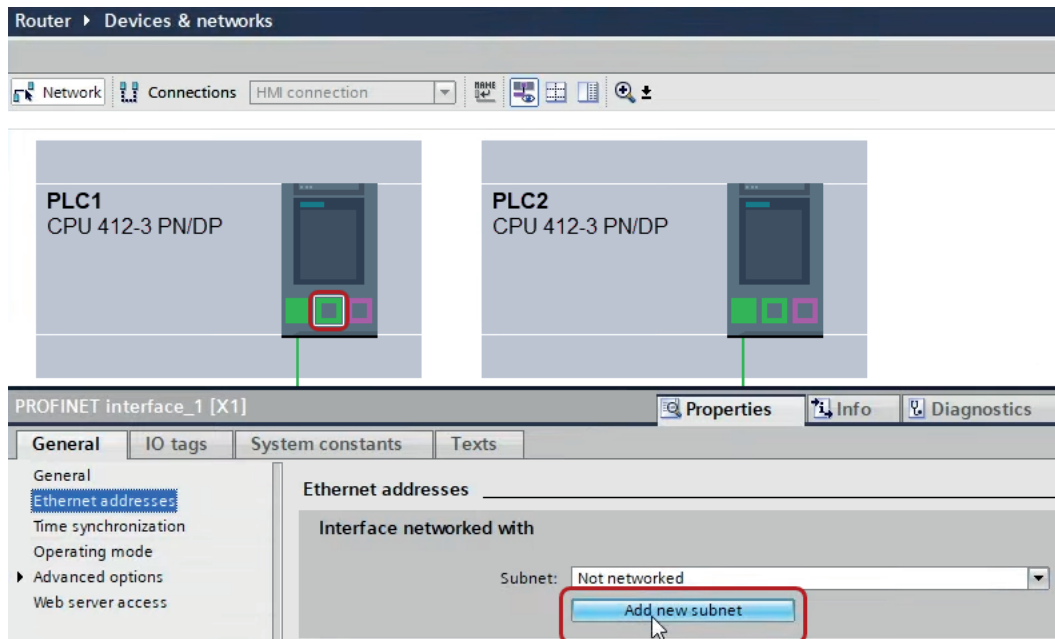 Router ▸ Devices & networks
Network Connections HMI connection
PLC1
CPU 412-3 PN/DP
PLC2
CPU 412-3 PN/DP
PROFINET interface_1 [X1]
Properties Info Diagnostics
General IO tags System constants Texts
General
Ethernet addresses
Time synchronization
Operating mode
Advanced options
Web server access
Ethernet addresses
Interface networked with
Subnet: Not networked
Add new subnet